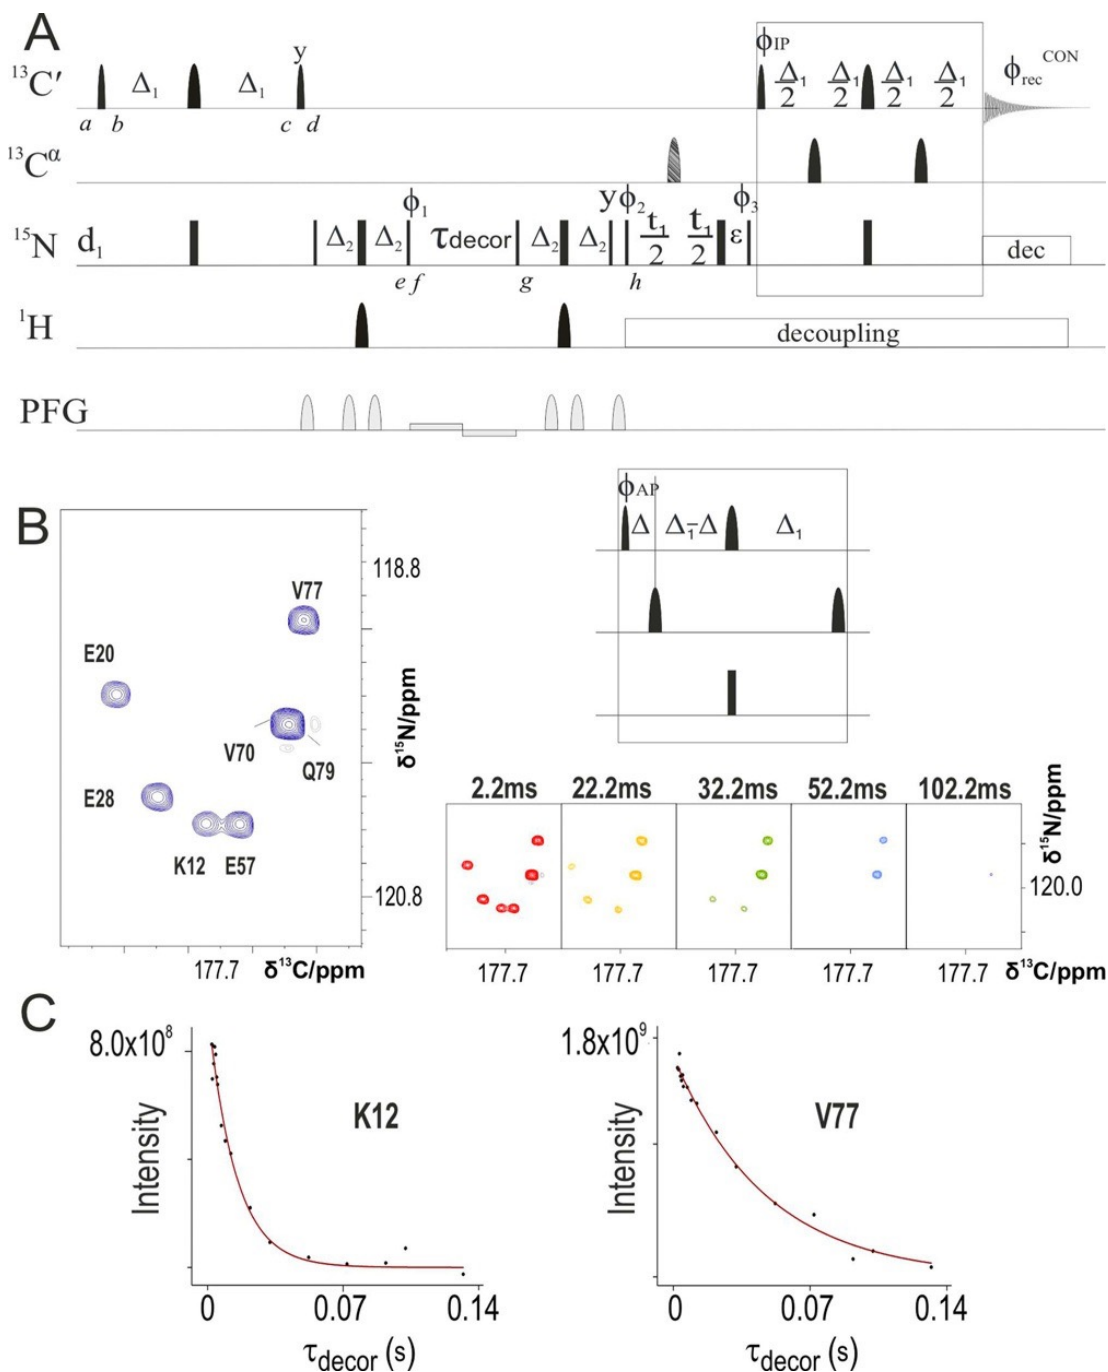 A
¹³C′ Δ₁ Δ₁ y ϕIP Δ₁/2 Δ₁/2 Δ₁/2 Δ₁/2 ϕrec CON
a b c d
¹³Cα
¹⁵N d₁ Δ₂ Δ₂ ϕ₁ τdecor Δ₂ Δ₂ y ϕ₂ t₁/2 t₁/2 ε ϕ₃ dec
e f g h
¹H decoupling
PFG
ϕAP
Δ Δ₁-Δ Δ₁
B
V77
E20
V70
Q79
E28
K12 E57
118.8
δ¹⁵N/ppm
120.8
177.7 δ¹³C/ppm
2.2ms 22.2ms 32.2ms 52.2ms 102.2ms
δ¹⁵N/ppm
120.0
177.7 177.7 177.7 177.7 177.7 δ¹³C/ppm
C
8.0x10⁸
Intensity
K12
0 0.07 0.14
τdecor (s)
1.8x10⁹
Intensity
V77
0 0.07 0.14
τdecor (s)